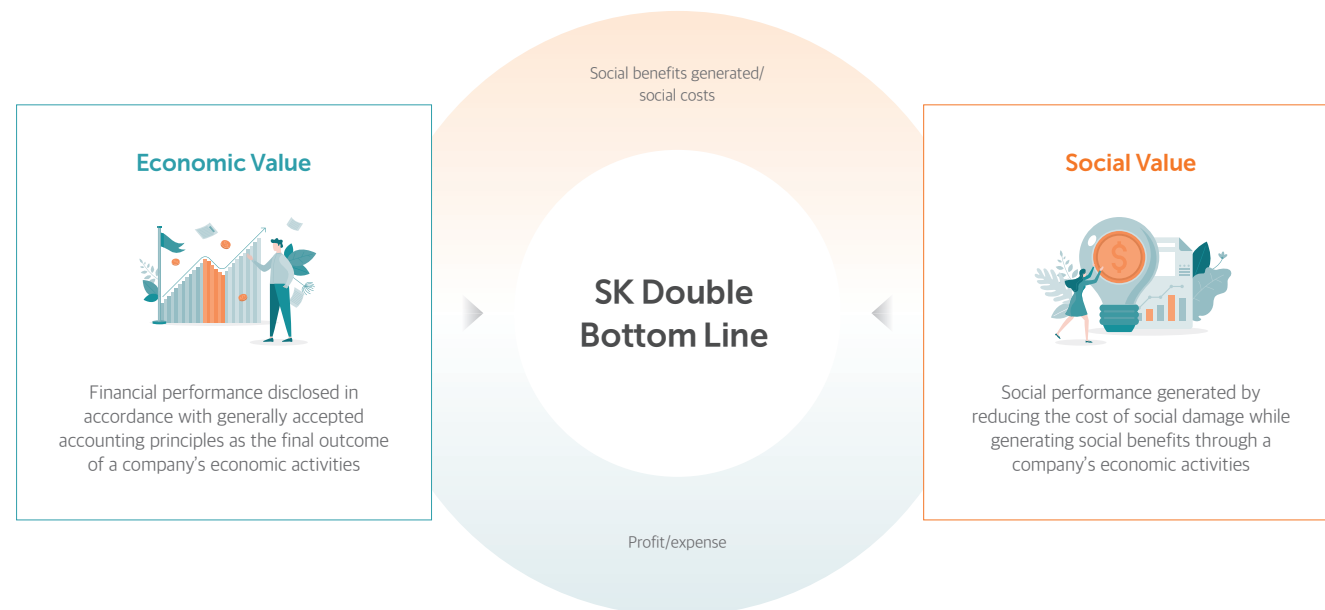 Social benefits generated/
social costs
Economic Value
Financial performance disclosed in
accordance with generally accepted
accounting principles as the final outcome
of a company’s economic activities
SK Double
Bottom Line
Profit/expense
Social Value
$
Social performance generated by
reducing the cost of social damage while
generating social benefits through a
company’s economic activities